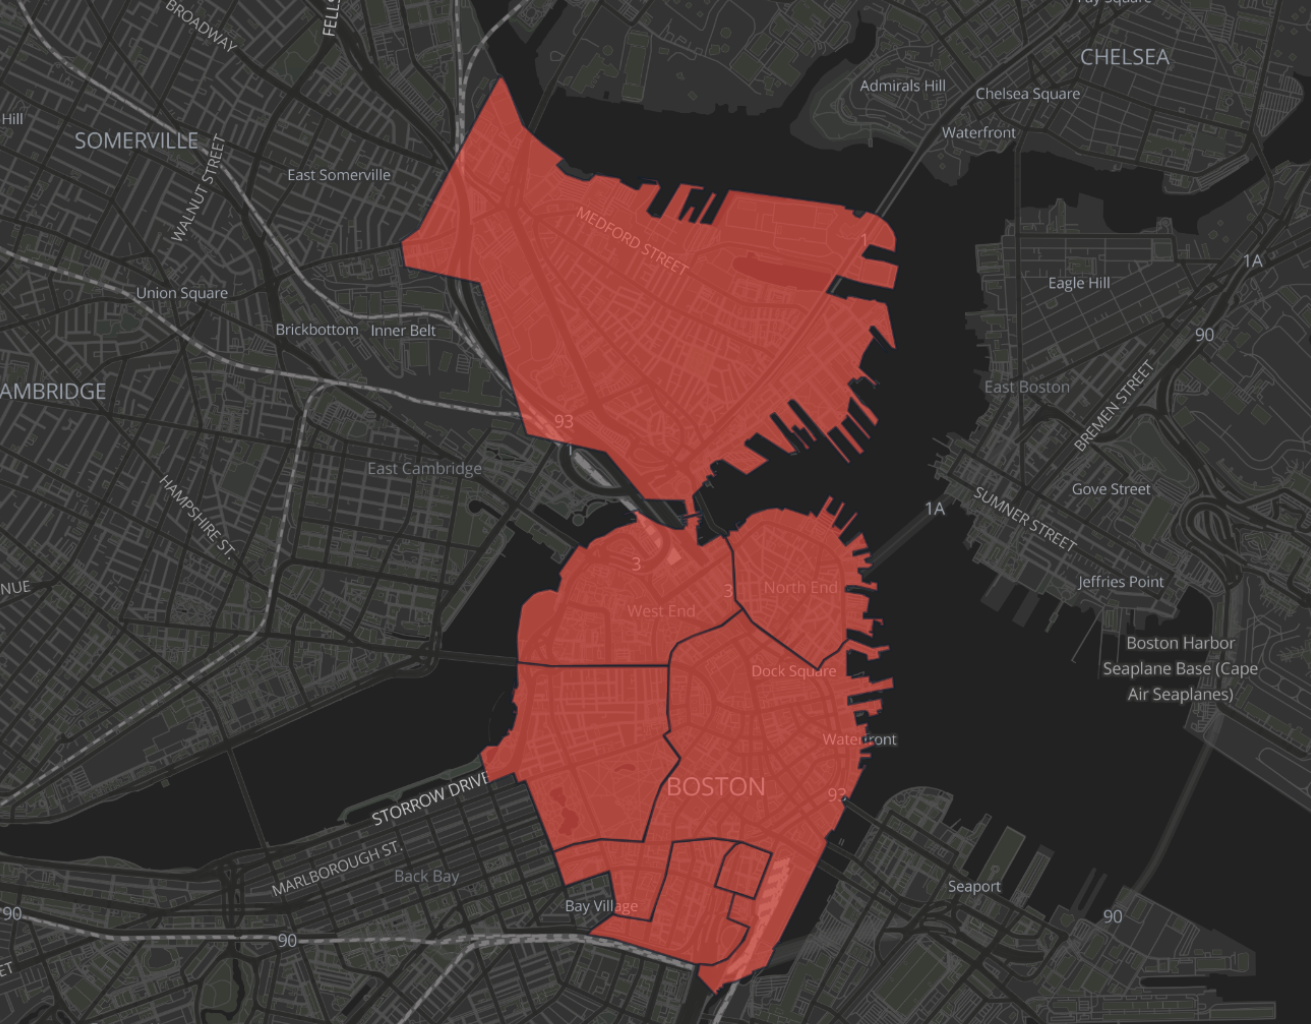 BROADWAY
FELLS
Pay Square
CHELSEA
Admirals Hill
Chelsea Square
Hill
Waterfront
SOMERVILLE
WALNUT STREET
East Somerville
MEDFORD STREET
1
1A
Union Square
Eagle Hill
Brickbottom
Inner Belt
90
AMBRIDGE
East Boston
BREMEN STREET
93
East Cambridge
Gove Street
HAMPSHIRE ST.
SUMNER STREET
1A
3
3
NUE
North End
Jeffries Point
West End
Boston Harbor
Seaplane Base (Cape
Air Seaplanes)
Dock Square
Waterfront
BOSTON
STORROW DRIVE
93
MARLBOROUGH ST.
Back Bay
Seaport
Bay Village
90
90
90
ET